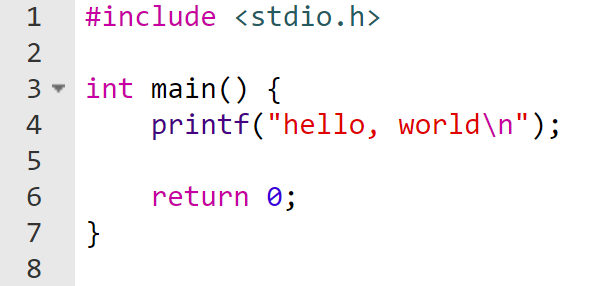 1 #include <stdio.h>
2
3 int main() {
4     printf("hello, world\n");
5
6     return 0;
7 }
8